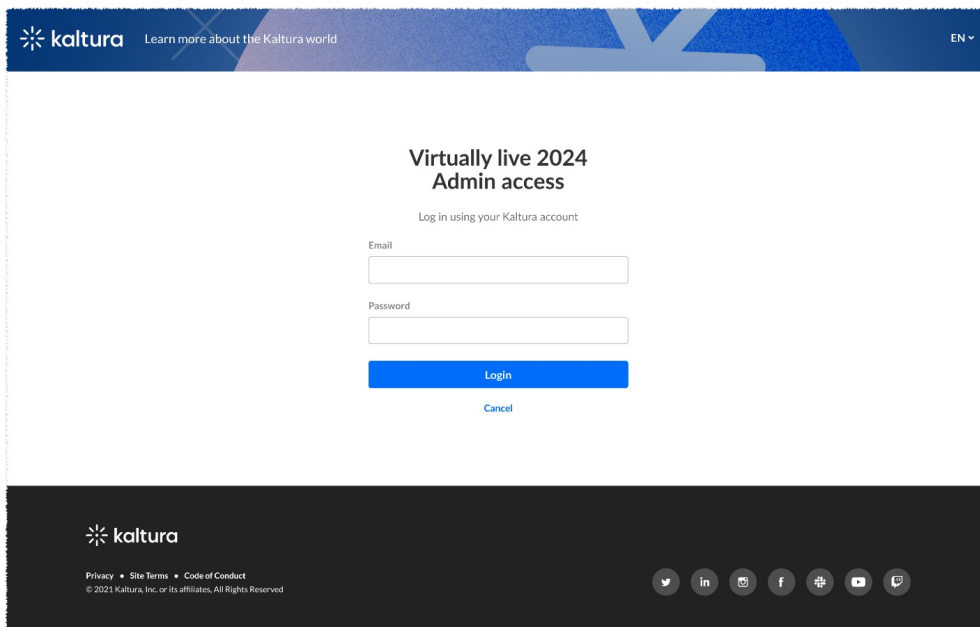 kaltura Learn more about the Kaltura world EN
Virtually live 2024
Admin access
Log in using your Kaltura account
Email
Password
Login
Cancel
kaltura
Privacy • Site Terms • Code of Conduct
© 2021 Kaltura, Inc. or its affiliates, All Rights Reserved